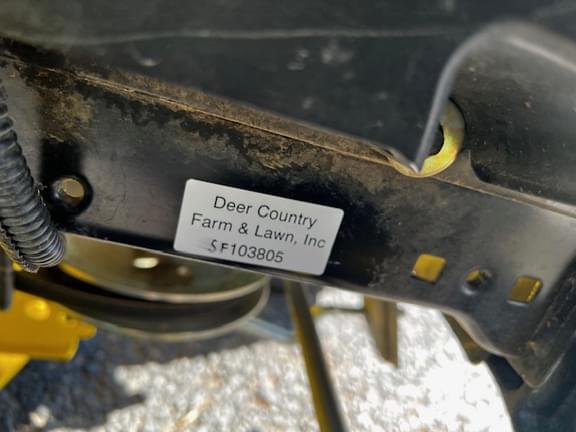 Deer Country
Farm & Lawn, Inc
SF103805